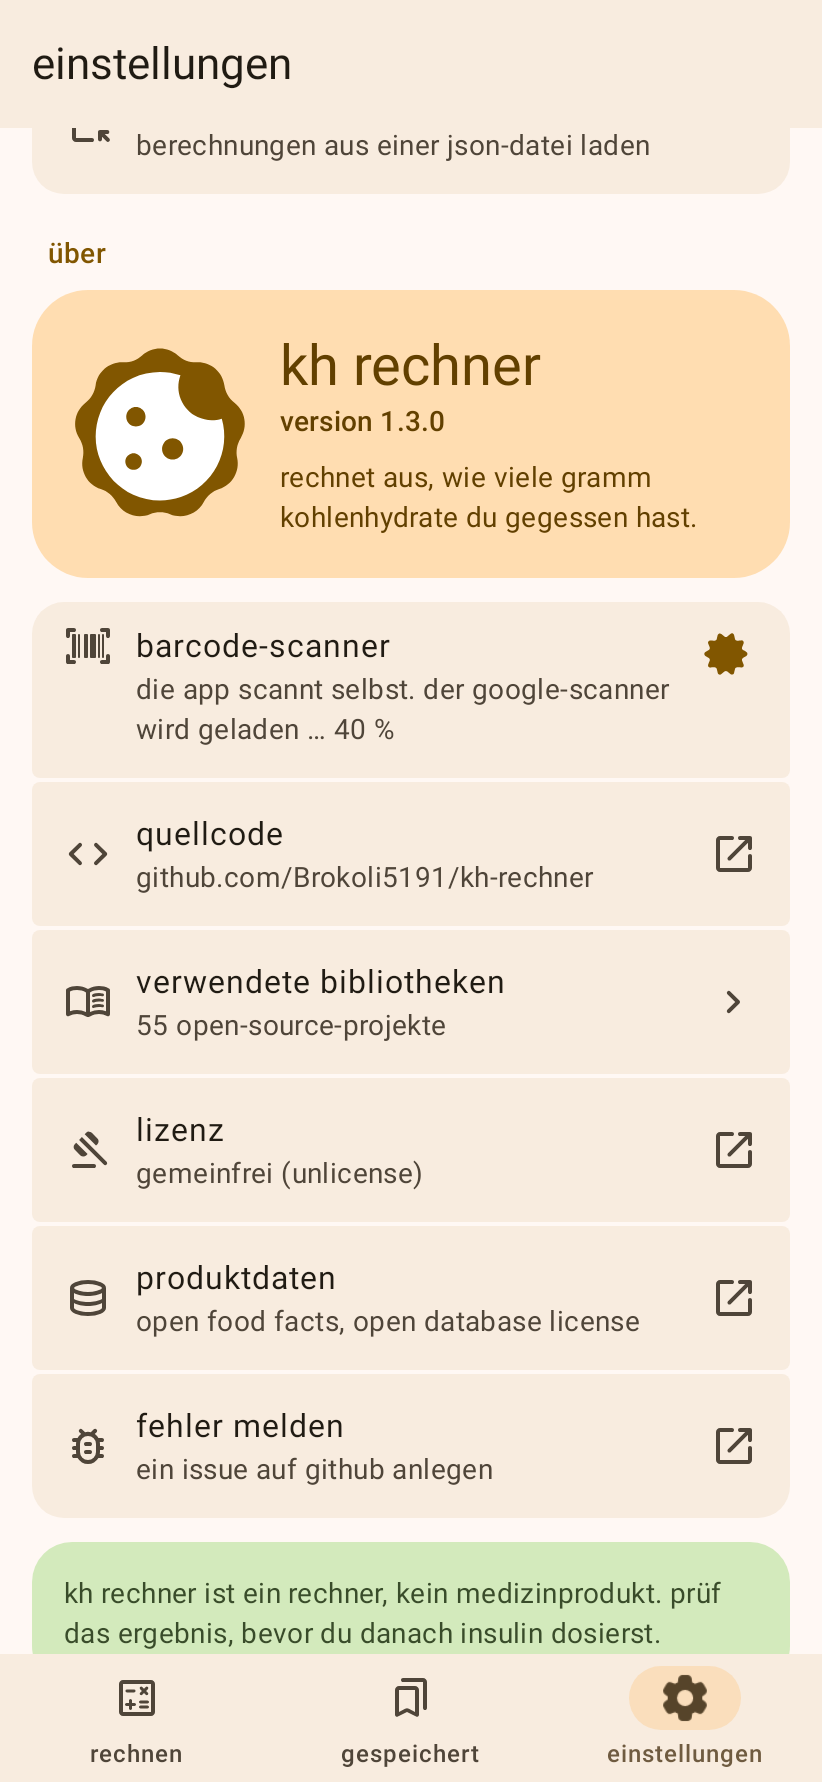 einstellungen
berechnungen aus einer json-datei laden
über
kh rechner
version 1.3.0
rechnet aus, wie viele gramm
kohlenhydrate du gegessen hast.
barcode-scanner
die app scannt selbst. der google-scanner
wird geladen … 40 %
quellcode
github.com/Brokoli5191/kh-rechner
verwendete bibliotheken
55 open-source-projekte
lizenz
gemeinfrei (unlicense)
produktdaten
open food facts, open database license
fehler melden
ein issue auf github anlegen
kh rechner ist ein rechner, kein medizinprodukt. prüf
das ergebnis, bevor du danach insulin dosierst.
rechnen
gespeichert
einstellungen